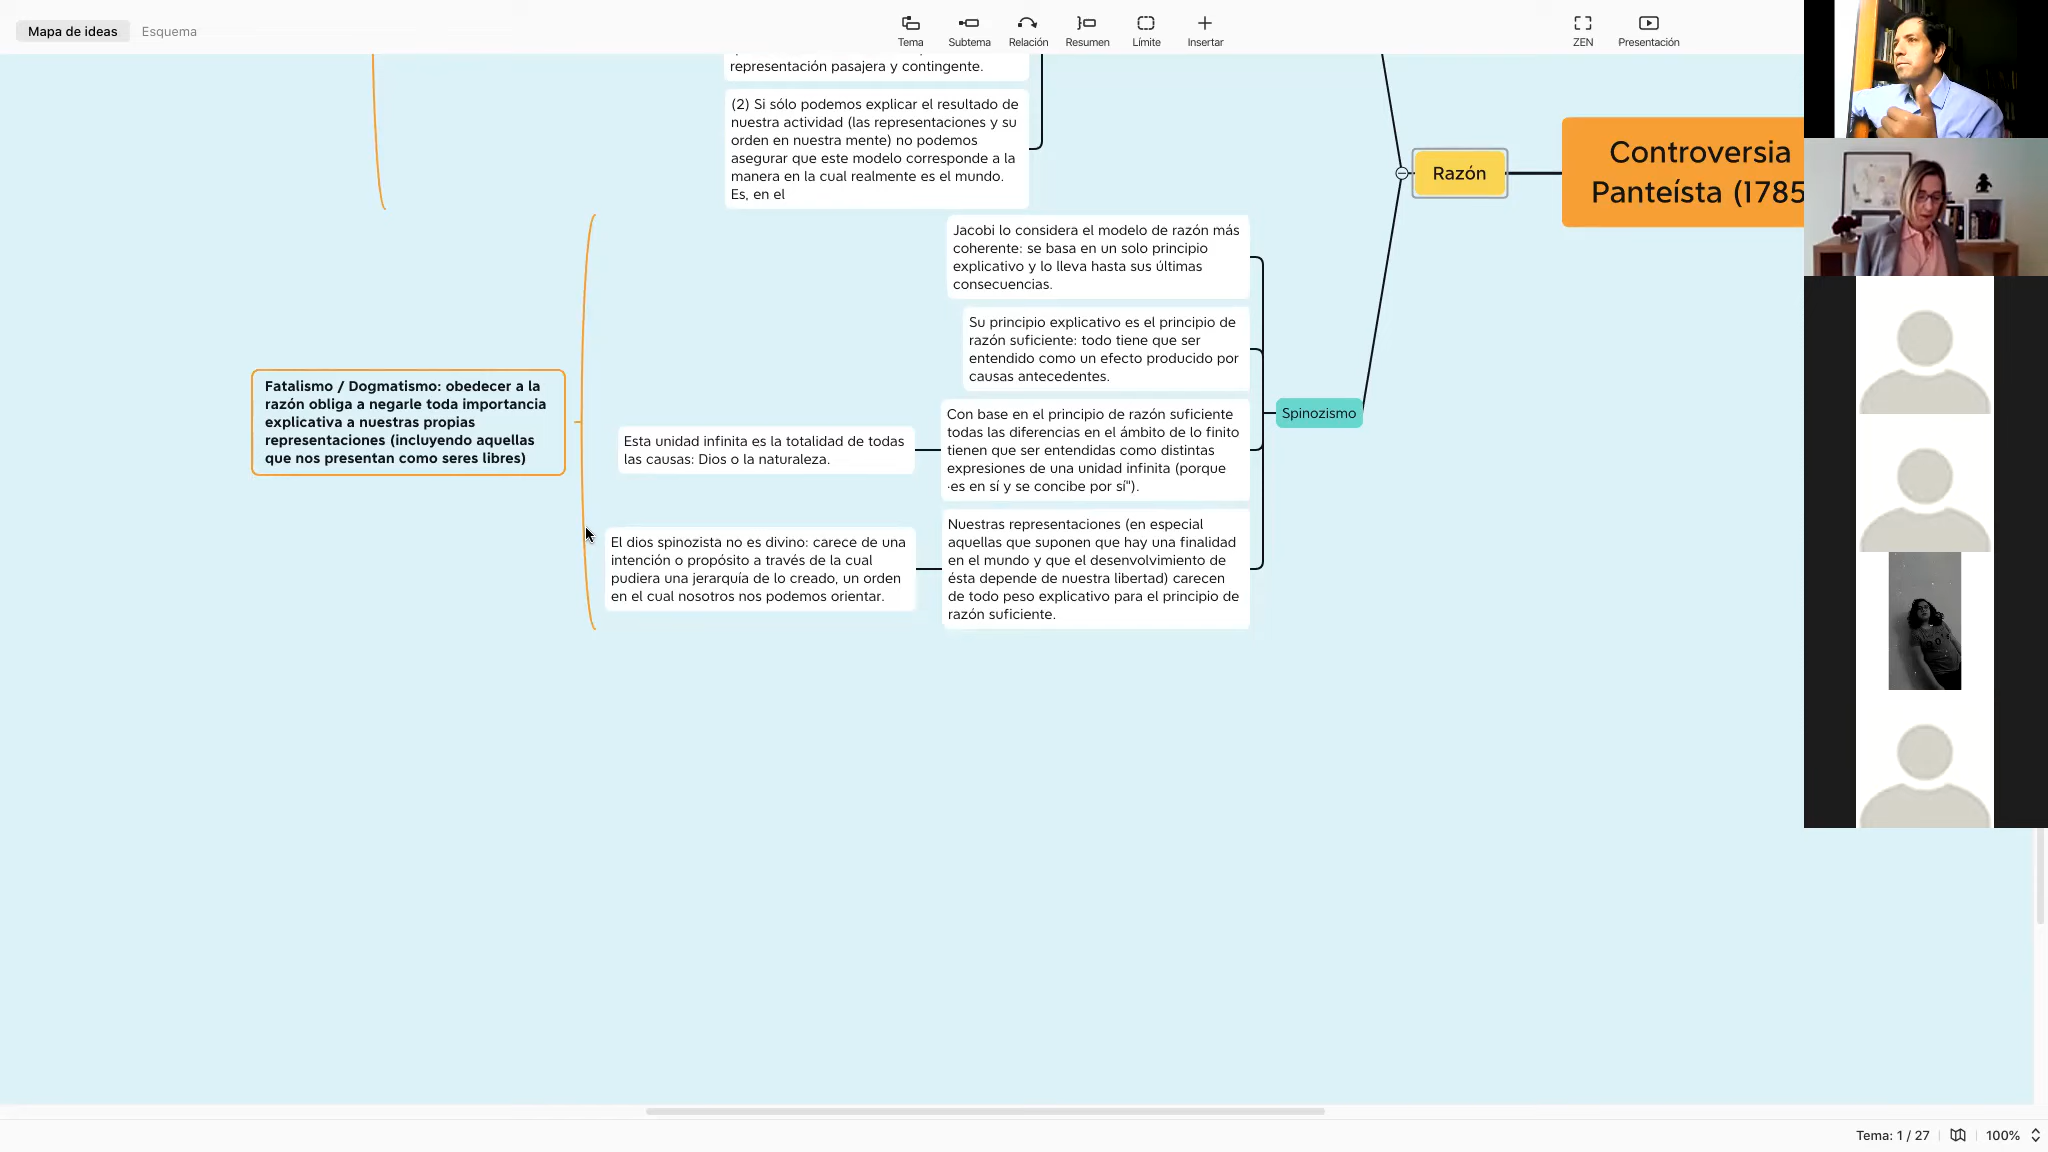 Mapa de ideas
Esquema
Tema
Subtema
Relación
Resumen
Límite
Insertar
ZEN
Presentación
representación pasajera y contingente.
(2) Si sólo podemos explicar el resultado de
nuestra actividad (las representaciones y su
orden en nuestra mente) no podemos
asegurar que este modelo corresponde a la
manera en la cual realmente es el mundo.
Es, en el
Razón
Controversia
Panteísta (1785
Jacobi lo considera el modelo de razón más
coherente: se basa en un solo principio
explicativo y lo lleva hasta sus últimas
consecuencias.
Su principio explicativo es el principio de
razón suficiente: todo tiene que ser
entendido como un efecto producido por
causas antecedentes.
Spinozismo
Con base en el principio de razón suficiente
todas las diferencias en el ámbito de lo finito
tienen que ser entendidas como distintas
expresiones de una unidad infinita (porque
·es en sí y se concibe por sí").
Esta unidad infinita es la totalidad de todas
las causas: Dios o la naturaleza.
Nuestras representaciones (en especial
aquellas que suponen que hay una finalidad
en el mundo y que el desenvolvimiento de
ésta depende de nuestra libertad) carecen
de todo peso explicativo para el principio de
razón suficiente.
El dios spinozista no es divino: carece de una
intención o propósito a través de la cual
pudiera una jerarquía de lo creado, un orden
en el cual nosotros nos podemos orientar.
Fatalismo / Dogmatismo: obedecer a la
razón obliga a negarle toda importancia
explicativa a nuestras propias
representaciones (incluyendo aquellas
que nos presentan como seres libres)
Tema: 1 / 27
100%